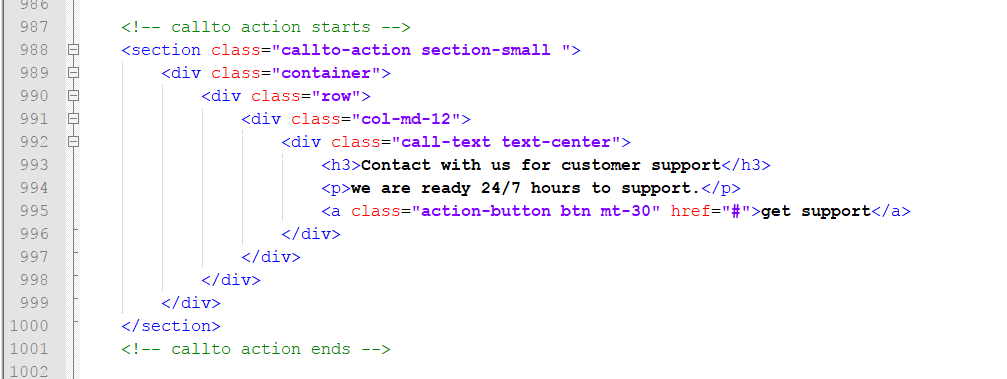 986
987 <!-- callto action starts -->
988 <section class="callto-action section-small ">
989 <div class="container">
990 <div class="row">
991 <div class="col-md-12">
992 <div class="call-text text-center">
993 <h3>Contact with us for customer support</h3>
994 <p>we are ready 24/7 hours to support.</p>
995 <a class="action-button btn mt-30" href="#">get support</a>
996 </div>
997 </div>
998 </div>
999 </div>
1000 </section>
1001 <!-- callto action ends -->
1002